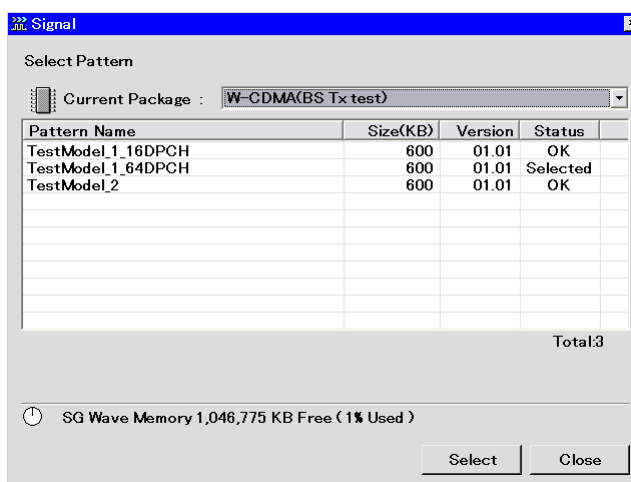 Signal
Select Pattern
Current Package : W-CDMA(BS Tx test)
Pattern Name Size(KB) Version Status
TestModel_1_16DPCH 600 01.01 OK
TestModel_1_64DPCH 600 01.01 Selected
TestModel_2 600 01.01 OK
Total:3
SG Wave Memory 1,046,775 KB Free ( 1% Used )
Select Close